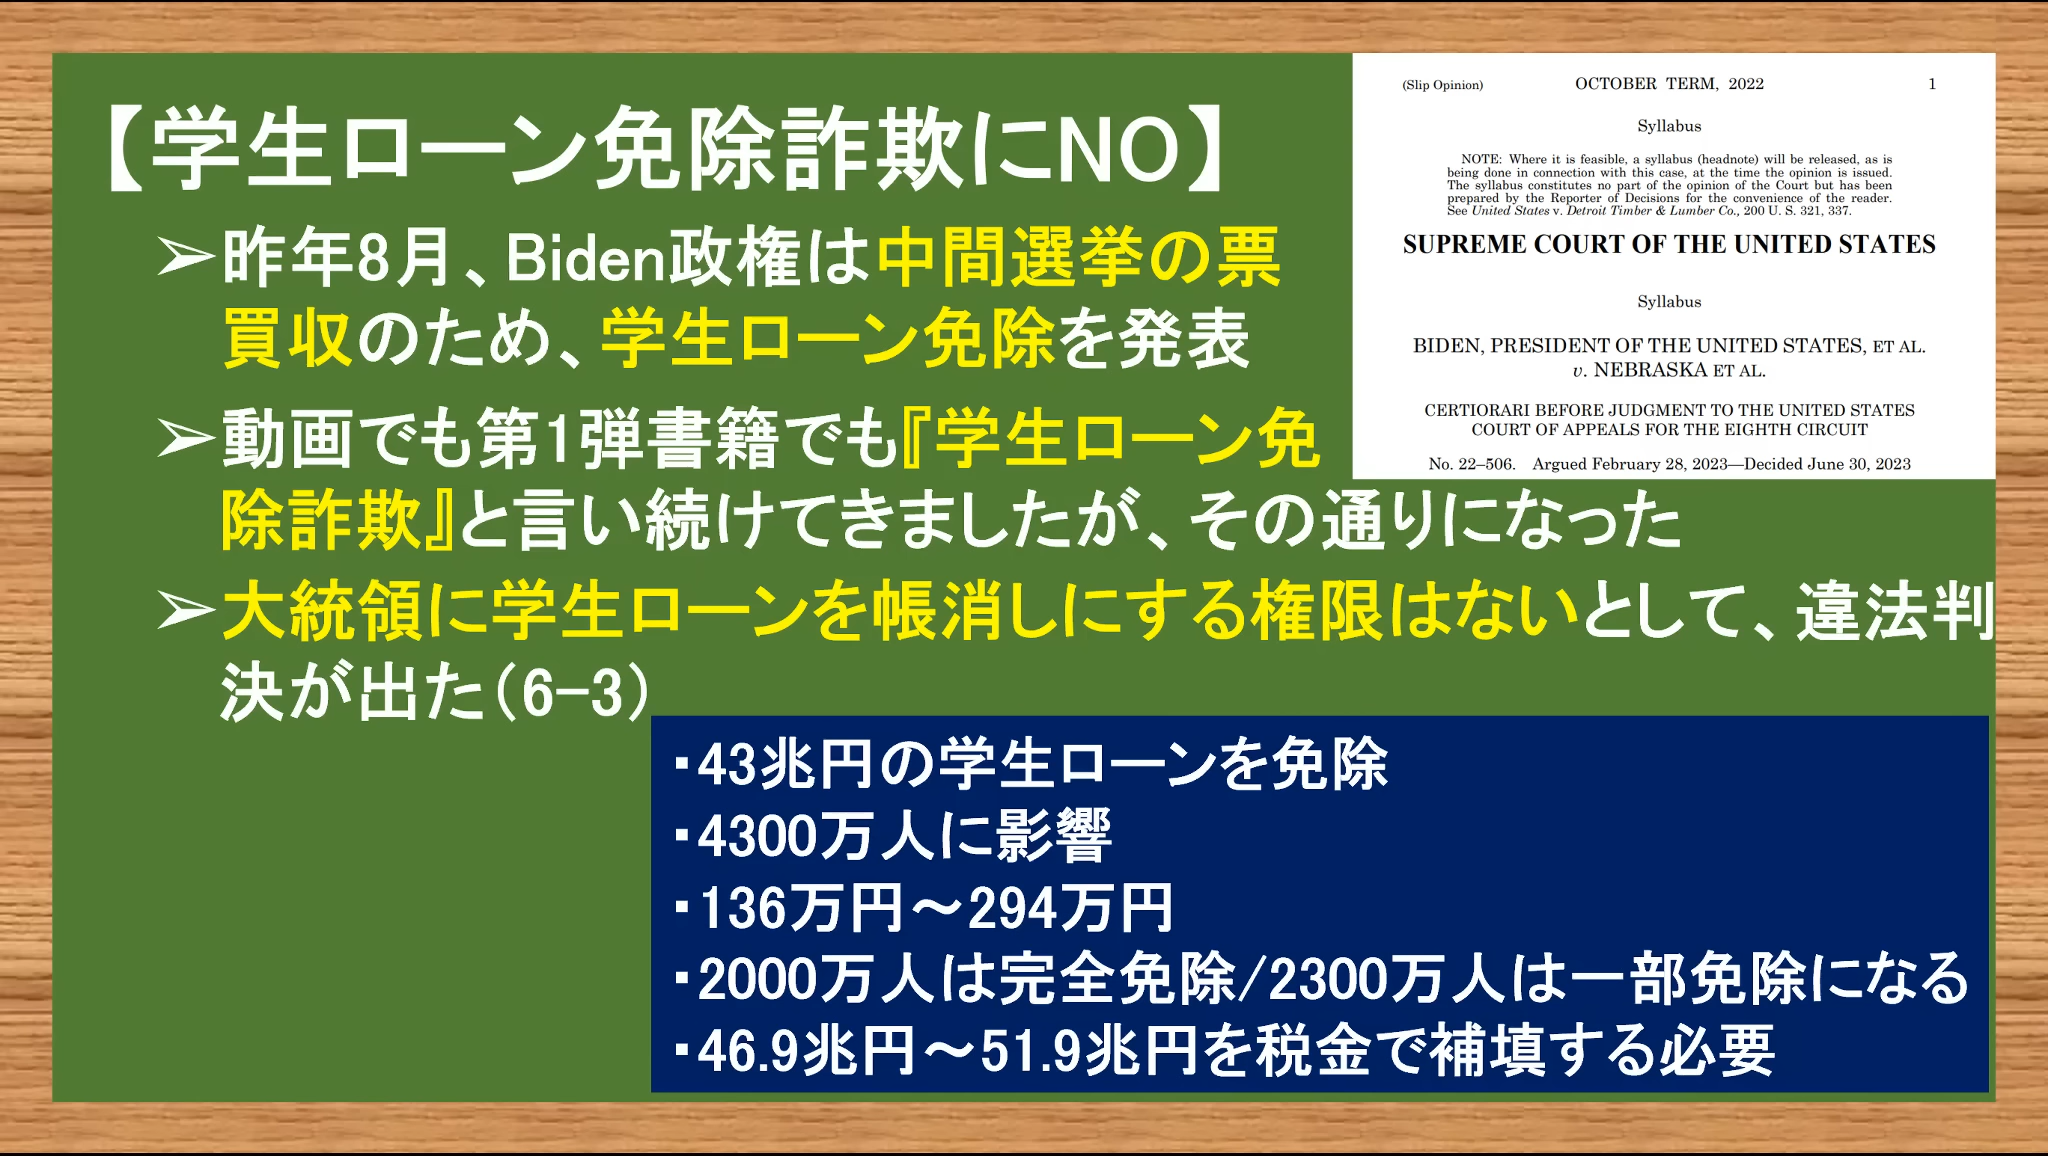 【学生ローン免除詐欺にNO】
➢昨年8月、Biden政権は中間選挙の票
買収のため、学生ローン免除を発表
➢動画でも第1弾書籍でも『学生ローン免
除詐欺』と言い続けてきましたが、その通りになった
➢大統領に学生ローンを帳消しにする権限はないとして、違法判
決が出た（6-3）
(Slip Opinion) OCTOBER TERM, 2022 1
Syllabus
NOTE: Where it is feasible, a syllabus (headnote) will be released, as is
being done in connection with this case, at the time the opinion is issued.
The syllabus constitutes no part of the opinion of the Court but has been
prepared by the Reporter of Decisions for the convenience of the reader.
See United States v. Detroit Timber & Lumber Co., 200 U. S. 321, 337.
SUPREME COURT OF THE UNITED STATES
Syllabus
BIDEN, PRESIDENT OF THE UNITED STATES, ET AL.
v. NEBRASKA ET AL.
CERTIORARI BEFORE JUDGMENT TO THE UNITED STATES
COURT OF APPEALS FOR THE EIGHTH CIRCUIT
No. 22–506. Argued February 28, 2023—Decided June 30, 2023
・43兆円の学生ローンを免除
・4300万人に影響
・136万円～294万円
・2000万人は完全免除/2300万人は一部免除になる
・46.9兆円～51.9兆円を税金で補填する必要